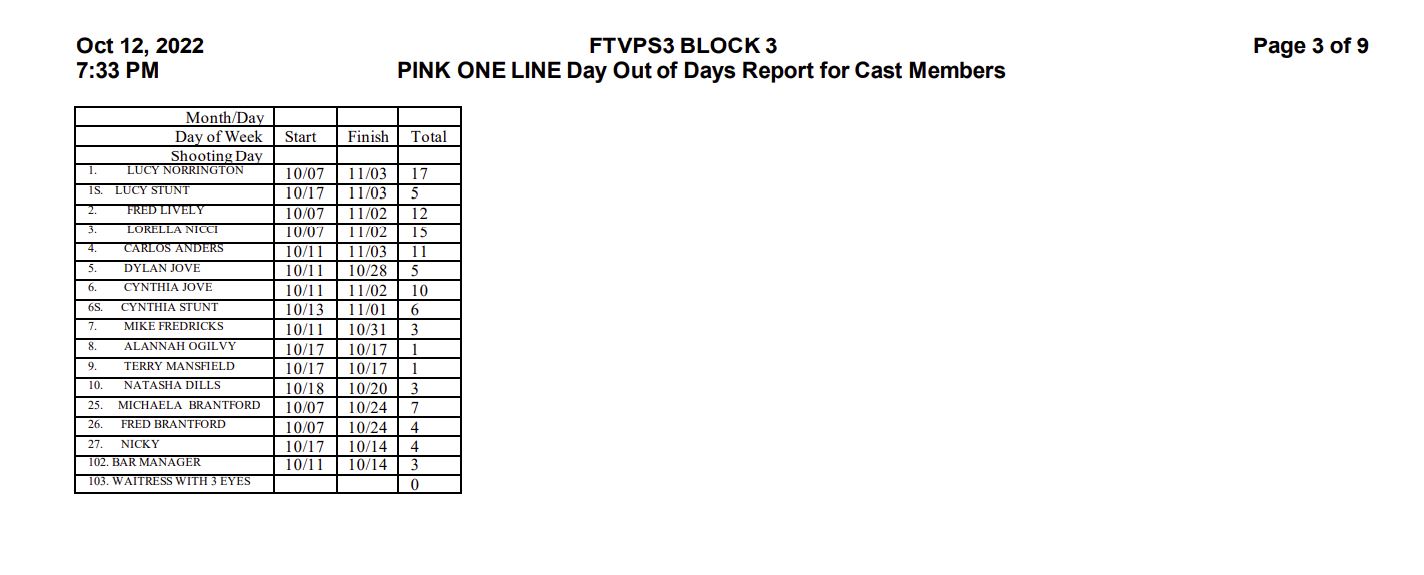 Oct 12, 2022 FTVPS3 BLOCK 3 Page 3 of 9
7:33 PM PINK ONE LINE Day Out of Days Report for Cast Members
Month/Day
Day of Week Start Finish Total
Shooting Day
1. LUCY NORRINGTON 10/07 11/03 17
1S. LUCY STUNT 10/17 11/03 5
2. FRED LIVELY 10/07 11/02 12
3. LORELLA NICCI 10/07 11/02 15
4. CARLOS ANDERS 10/11 11/03 11
5. DYLAN JOVE 10/11 10/28 5
6. CYNTHIA JOVE 10/11 11/02 10
6S. CYNTHIA STUNT 10/13 11/01 6
7. MIKE FREDRICKS 10/11 10/31 3
8. ALANNAH OGILVY 10/17 10/17 1
9. TERRY MANSFIELD 10/17 10/17 1
10. NATASHA DILLS 10/18 10/20 3
25. MICHAELA BRANTFORD 10/07 10/24 7
26. FRED BRANTFORD 10/07 10/24 4
27. NICKY 10/17 10/14 4
102. BAR MANAGER 10/11 10/14 3
103. WAITRESS WITH 3 EYES 0